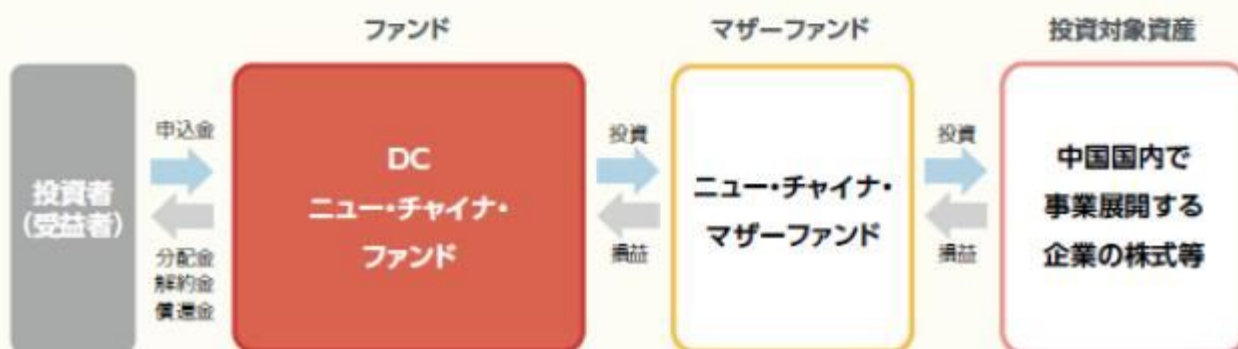 ファンド
マザーファンド
投資対象資産
投資者
(受益者)
申込金
分配金
解約金
償還金
DC
ニュー・チャイナ・
ファンド
投資
損益
ニュー・チャイナ・
マザーファンド
投資
損益
中国国内で
事業展開する
企業の株式等